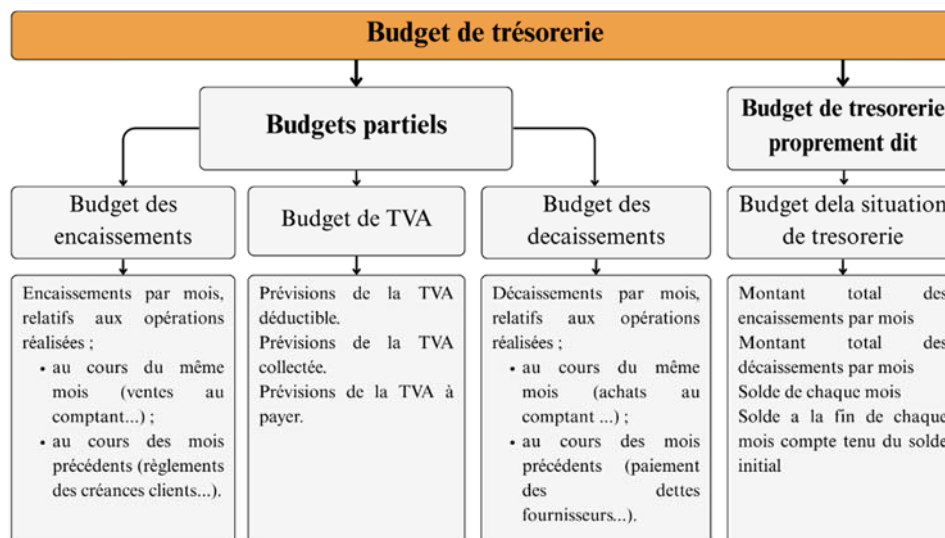 Budget de trésorerie
Budgets partiels
Budget de tresorerie
proprement dit
Budget des
encaissements
Budget de TVA
Budget des
decaissements
Budget dela situation
de tresorerie
Encaissements par mois,
relatifs aux opérations
réalisées ;
• au cours du même
mois (ventes au
comptant...) ;
• au cours des mois
précédents (règlements
des créances clients...).
Prévisions de la TVA
déductible.
Prévisions de la TVA
collectée.
Prévisions de la TVA à
payer.
Décaissements par mois,
relatifs aux opérations
réalisées ;
• au cours du même
mois (achats au
comptant ...) ;
• au cours des mois
précédents (paiement
des dettes
fournisseurs...).
Montant total des
encaissements par mois
Montant total des
décaissements par mois
Solde de chaque mois
Solde a la fin de chaque
mois compte tenu du solde
initial